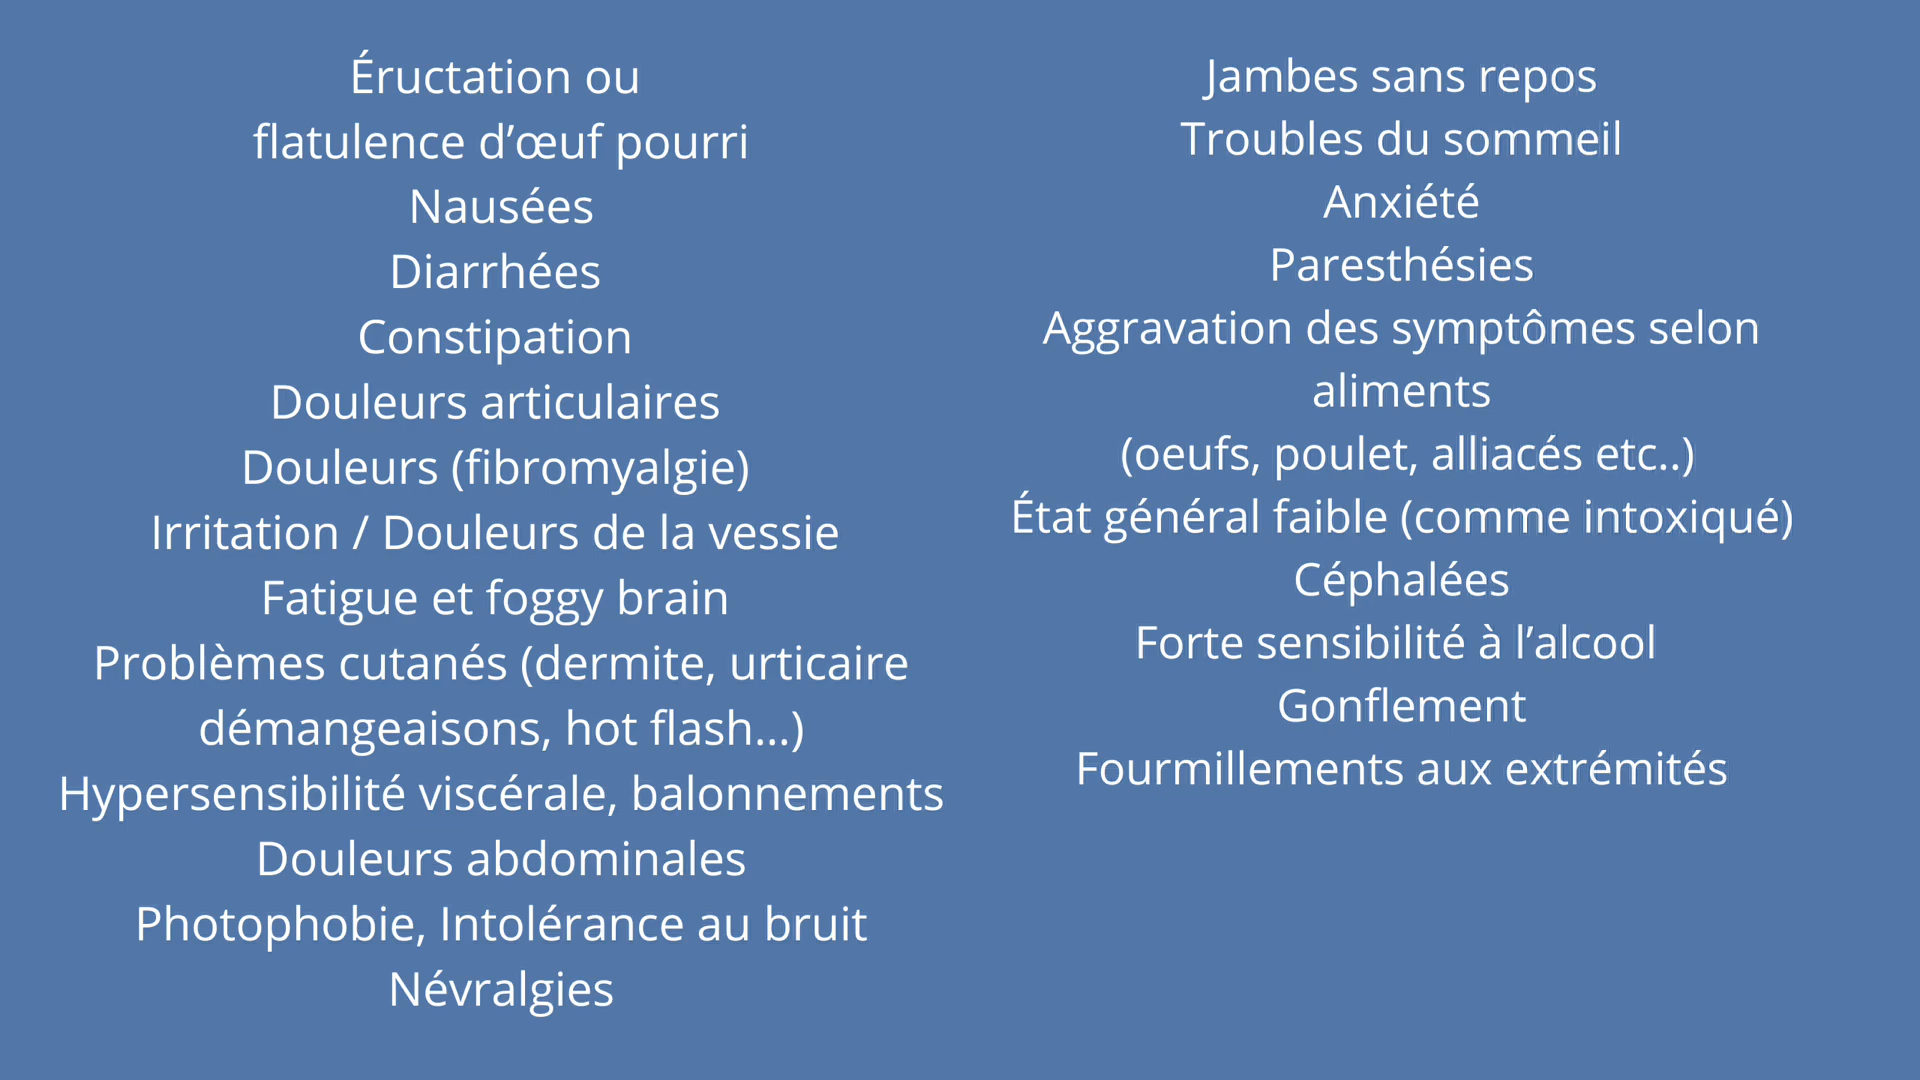 Éructation ou
flatulence d’œuf pourri
Nausées
Diarrhées
Constipation
Douleurs articulaires
Douleurs (fibromyalgie)
Irritation / Douleurs de la vessie
Fatigue et foggy brain
Problèmes cutanés (dermite, urticaire
démangeaisons, hot flash...)
Hypersensibilité viscérale, balonnements
Douleurs abdominales
Photophobie, Intolérance au bruit
Névralgies
Jambes sans repos
Troubles du sommeil
Anxiété
Paresthésies
Aggravation des symptômes selon
aliments
(oeufs, poulet, alliacés etc..)
État général faible (comme intoxiqué)
Céphalées
Forte sensibilité à l’alcool
Gonflement
Fourmillements aux extrémités